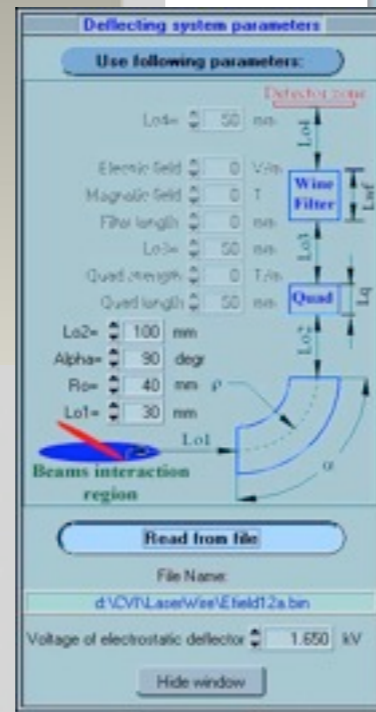 Deflecting system parameters
Use following parameters:
Detector zone
Lo4= 50 mm
Lo4
Electric field 0 V/m
Magnetic field 0 T
Filter length 0 mm
Lo3= 50 mm
Quad strength 0 T/m
Quad length 50 mm
Wine
Filter
Lwf
Lo3
Quad
Lq
Lo2
Lo2= 100 mm
Alpha= 90 degr
Ro= 40 mm
Lo1= 30 mm
ρ
Lo1
α
Beams interaction
region
Read from file
File Name:
d:\CVI\LaserWise\Efield12a.bin
Voltage of electrostatic deflector 1.650 kV
Hide window